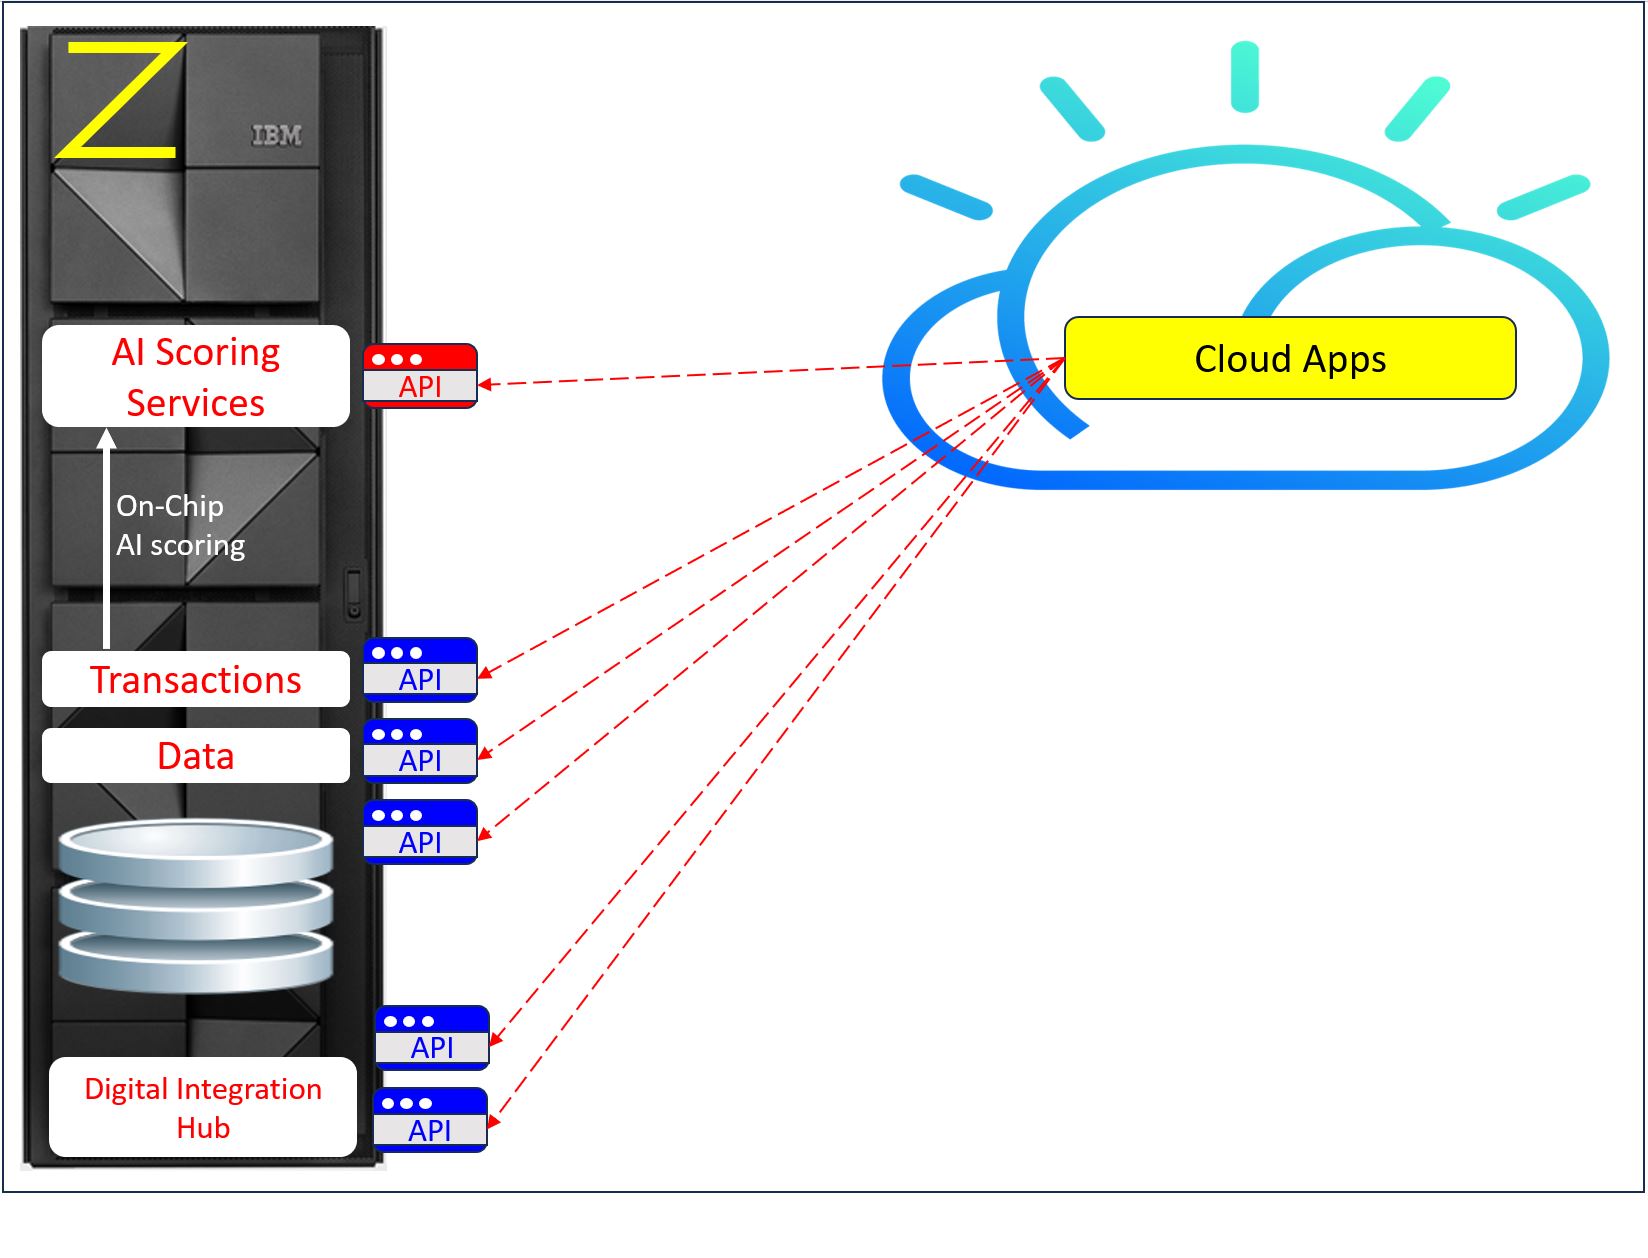 Z
IBM
AI Scoring
Services
API
Cloud Apps
On-Chip
AI scoring
Transactions
API
Data
API
API
API
Digital Integration
Hub
API